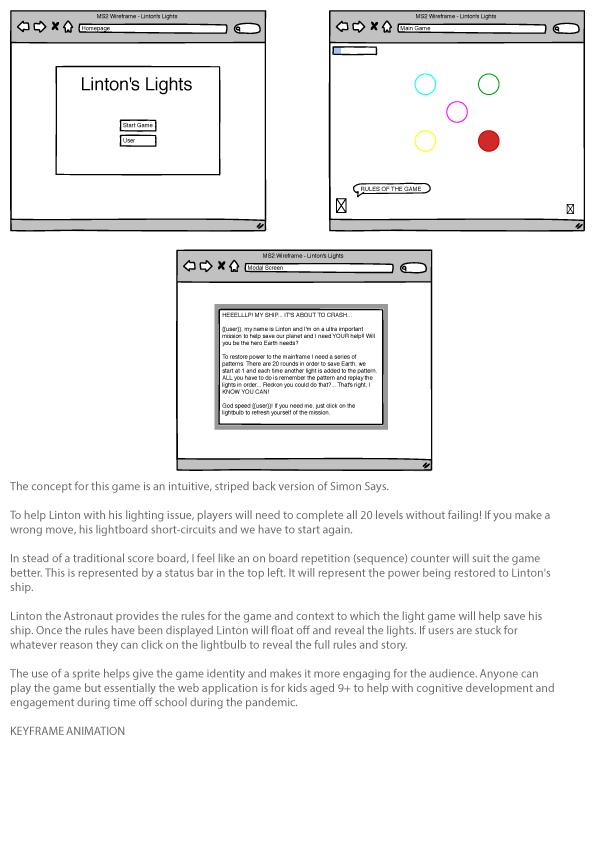 MS2 Wireframe - Linton's Lights
Homepage
Linton's Lights
Start Game
User
MS2 Wireframe - Linton's Lights
Main Game
RULES OF THE GAME...
MS2 Wireframe - Linton's Lights
Modal Screen
HEEELLLP! MY SHIP... IT'S ABOUT TO CRASH...
{{user}}, my name is Linton and I'm on a ultra important
mission to help save our planet and I need YOUR help!! Will
you be the hero Earth needs?
To restore power to the mainframe I need a series of
patterns. There are 20 rounds in order to save Earth, we
start at 1 and each time another light is added to the pattern.
ALL you have to do is remember the pattern and replay the
lights in order... Reckon you could do that?... That's right, I
KNOW YOU CAN!
God speed {{user}}! If you need me, just click on the
lightbulb to refresh yourself of the mission.
The concept for this game is an intuitive, striped back version of Simon Says.
To help Linton with his lighting issue, players will need to complete all 20 levels without failing! If you make a
wrong move, his lightboard short-circuits and we have to start again.
In stead of a traditional score board, I feel like an on board repetition (sequence) counter will suit the game
better. This is represented by a status bar in the top left. It will represent the power being restored to Linton's
ship.
Linton the Astronaut provides the rules for the game and context to which the light game will help save his
ship. Once the rules have been displayed Linton will float off and reveal the lights. If users are stuck for
whatever reason they can click on the lightbulb to reveal the full rules and story.
The use of a sprite helps give the game identity and makes it more engaging for the audience. Anyone can
play the game but essentially the web application is for kids aged 9+ to help with cognitive development and
engagement during time off school during the pandemic.
KEYFRAME ANIMATION